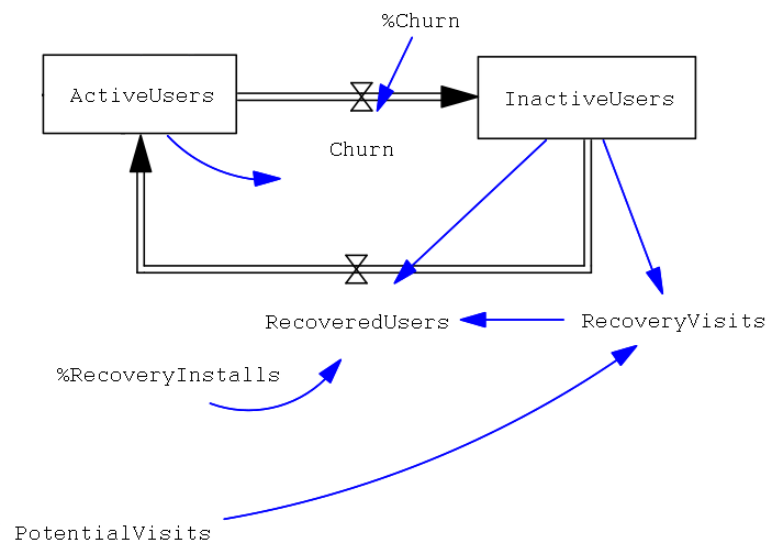 %Churn
ActiveUsers
InactiveUsers
Churn
RecoveredUsers
RecoveryVisits
%RecoveryInstalls
PotentialVisits